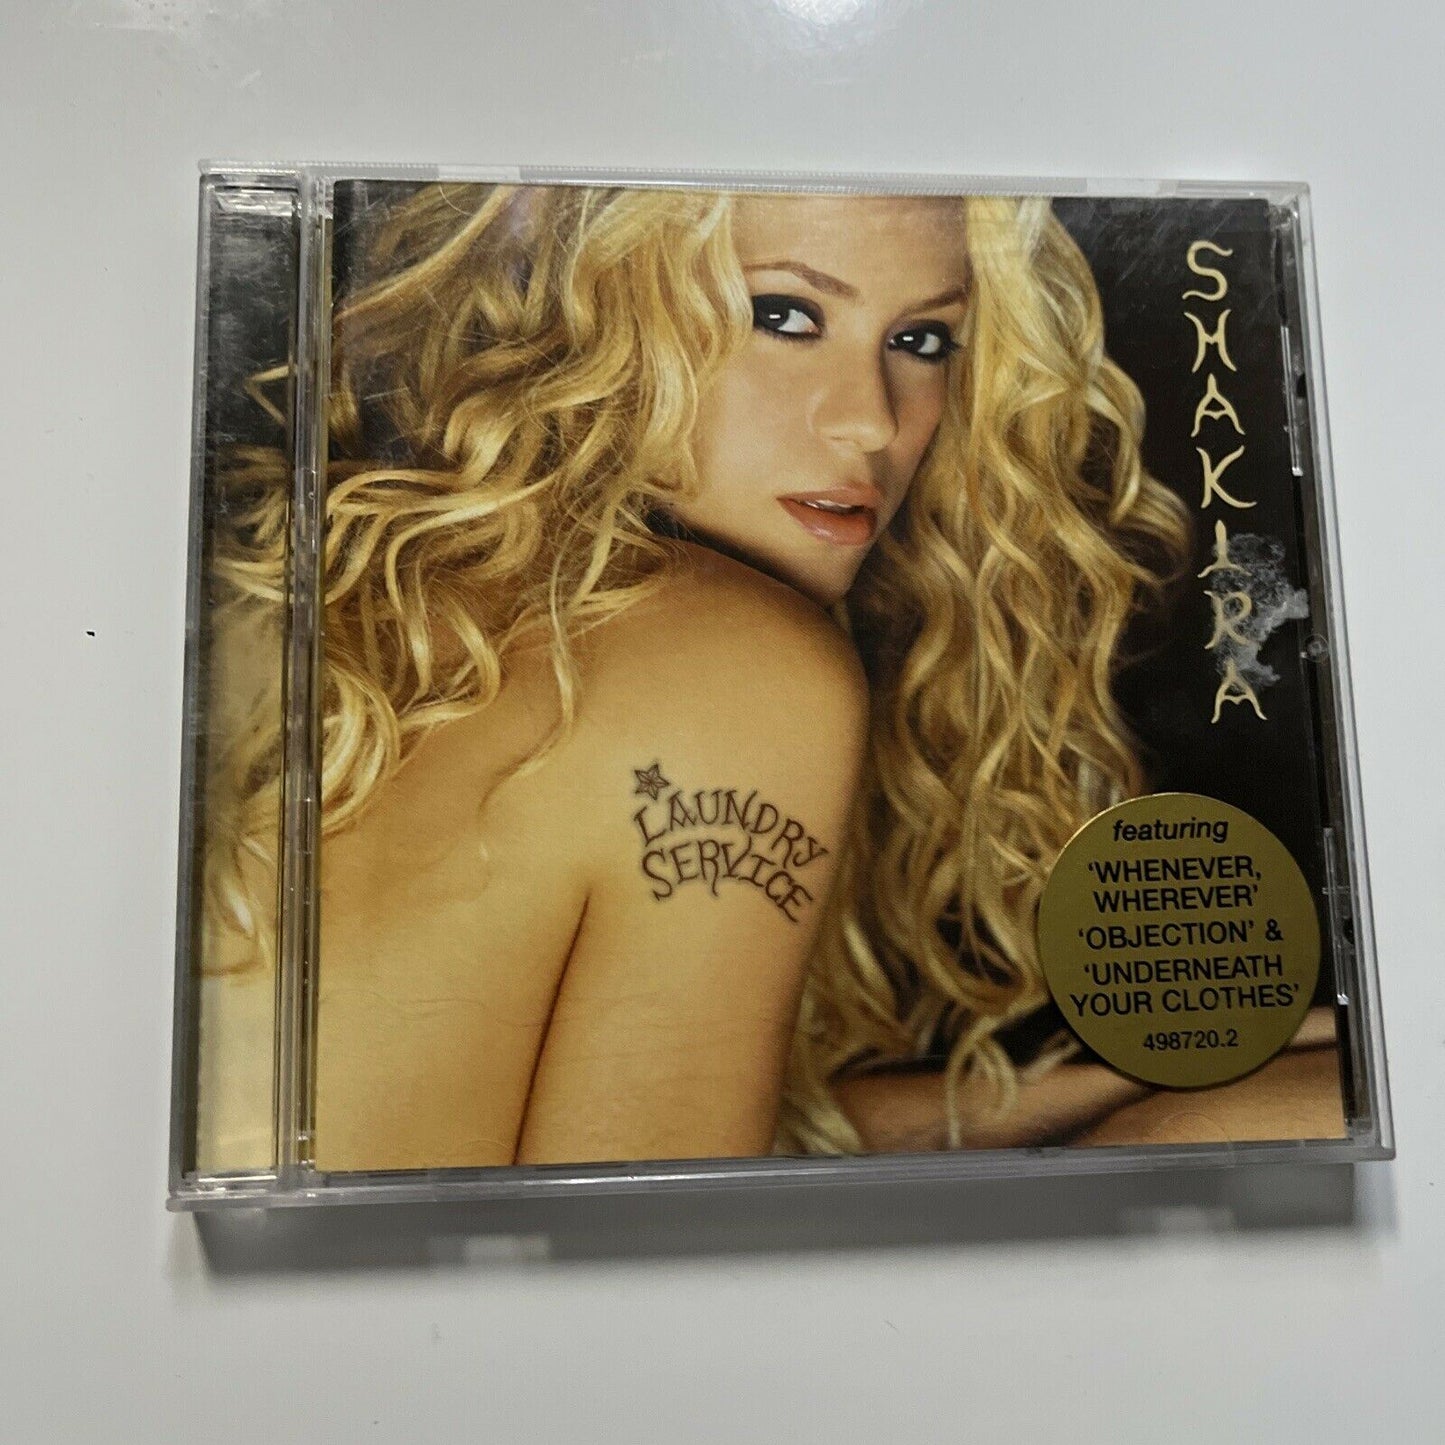 SHAKIRA
LAUNDRY
SERVICE
featuring
'WHENEVER,
WHEREVER'
'OBJECTION' &
'UNDERNEATH
YOUR CLOTHES'
498720.2